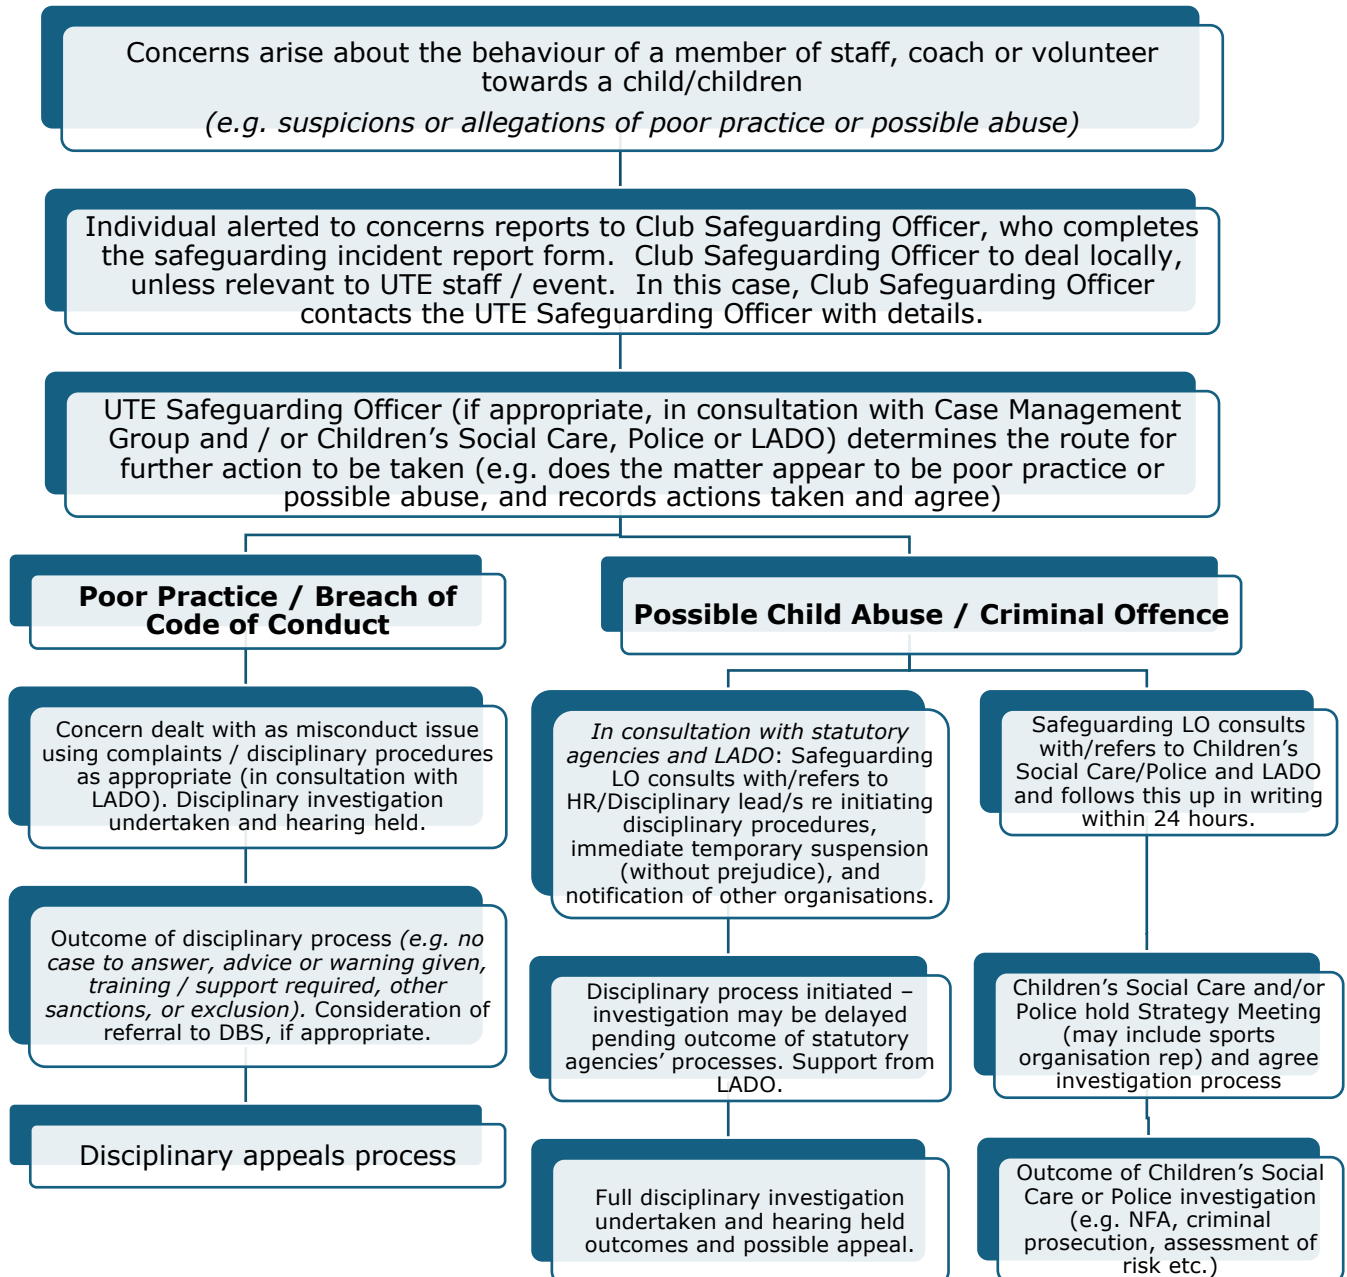 Concerns arise about the behaviour of a member of staff, coach or volunteer
towards a child/children
(e.g. suspicions or allegations of poor practice or possible abuse)
Individual alerted to concerns reports to Club Safeguarding Officer, who completes
the safeguarding incident report form.  Club Safeguarding Officer to deal locally,
unless relevant to UTE staff / event.  In this case, Club Safeguarding Officer
contacts the UTE Safeguarding Officer with details.
UTE Safeguarding Officer (if appropriate, in consultation with Case Management
Group and / or Children's Social Care, Police or LADO) determines the route for
further action to be taken (e.g. does the matter appear to be poor practice or
possible abuse, and records actions taken and agree)
Poor Practice / Breach of
Code of Conduct
Concern dealt with as misconduct issue
using complaints / disciplinary procedures
as appropriate (in consultation with
LADO). Disciplinary investigation
undertaken and hearing held.
Outcome of disciplinary process (e.g. no
case to answer, advice or warning given,
training / support required, other
sanctions, or exclusion). Consideration of
referral to DBS, if appropriate.
Disciplinary appeals process
Possible Child Abuse / Criminal Offence
In consultation with statutory
agencies and LADO: Safeguarding
LO consults with/refers to
HR/Disciplinary lead/s re initiating
disciplinary procedures,
immediate temporary suspension
(without prejudice), and
notification of other organisations.
Disciplinary process initiated –
investigation may be delayed
pending outcome of statutory
agencies' processes. Support from
LADO.
Full disciplinary investigation
undertaken and hearing held
outcomes and possible appeal.
Safeguarding LO consults
with/refers to Children's
Social Care/Police and LADO
and follows this up in writing
within 24 hours.
Children's Social Care and/or
Police hold Strategy Meeting
(may include sports
organisation rep) and agree
investigation process
Outcome of Children's Social
Care or Police investigation
(e.g. NFA, criminal
prosecution, assessment of
risk etc.)